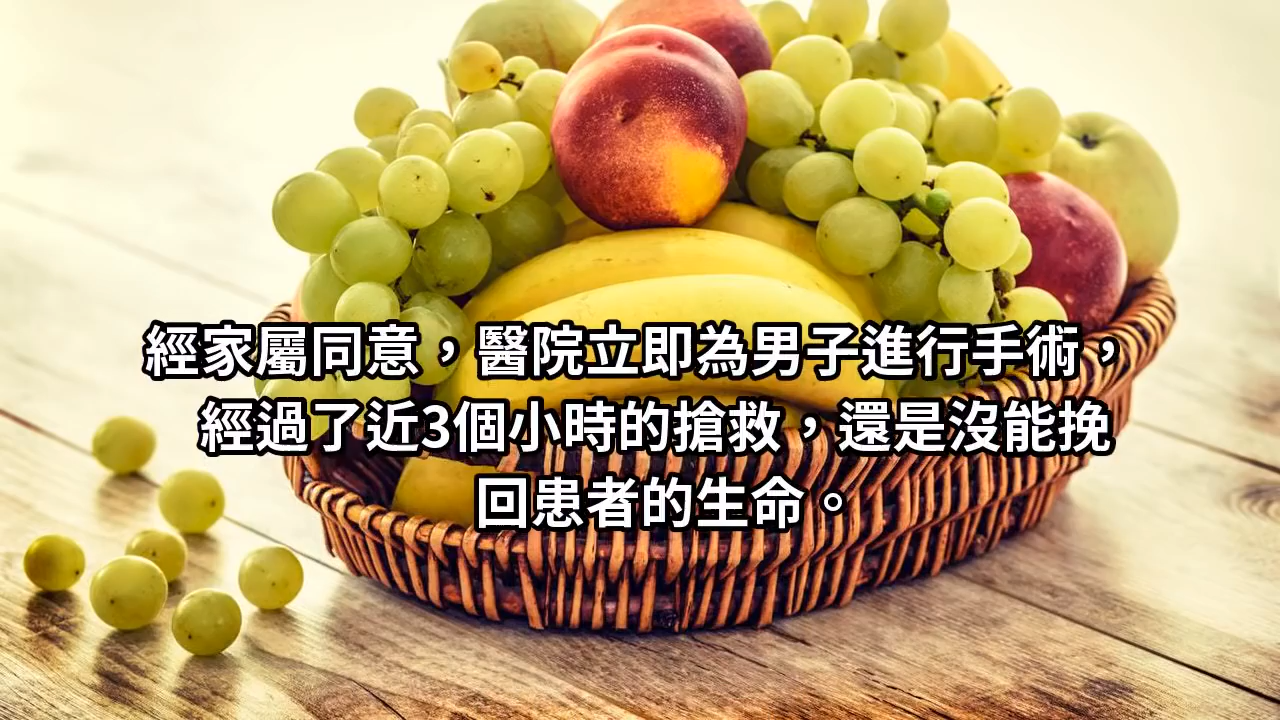 經家屬同意，醫院立即為男子進行手術，
經過了近3個小時的搶救，還是沒能挽
回患者的生命。